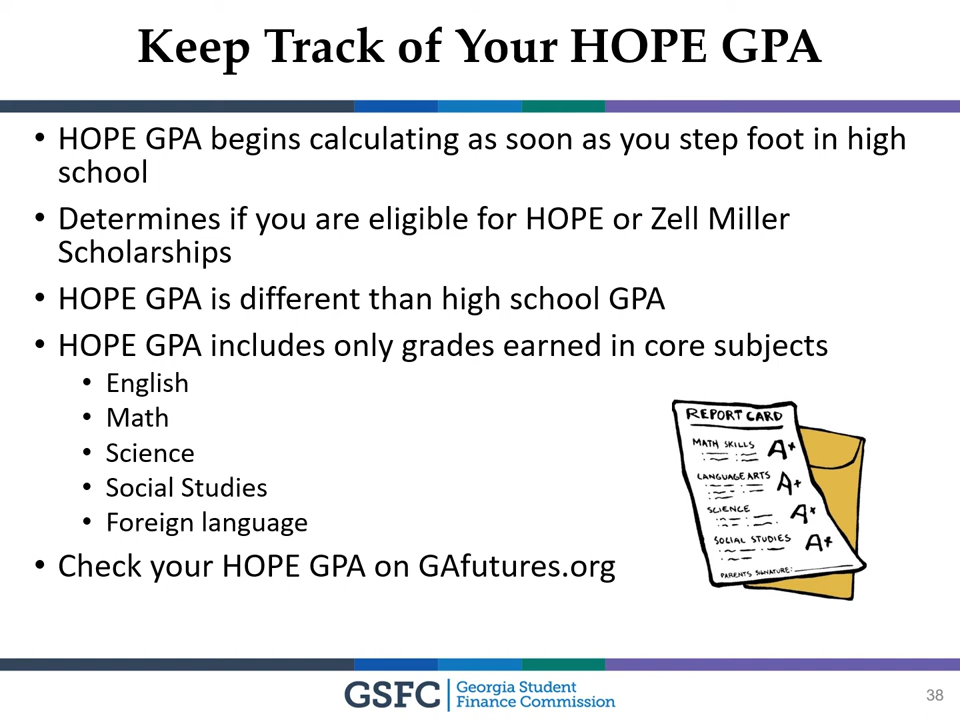 Keep Track of Your HOPE GPA
• HOPE GPA begins calculating as soon as you step foot in high
school
• Determines if you are eligible for HOPE or Zell Miller
Scholarships
• HOPE GPA is different than high school GPA
• HOPE GPA includes only grades earned in core subjects
• English
• Math
• Science
• Social Studies
• Foreign language
• Check your HOPE GPA on GAfutures.org
REPORT CARD
MATH SKILLS A+
LANGUAGE ARTS A+
SCIENCE A+
SOCIAL STUDIES A+
PARENTS SIGNATURE:
GSFC
Georgia Student
Finance Commission
38